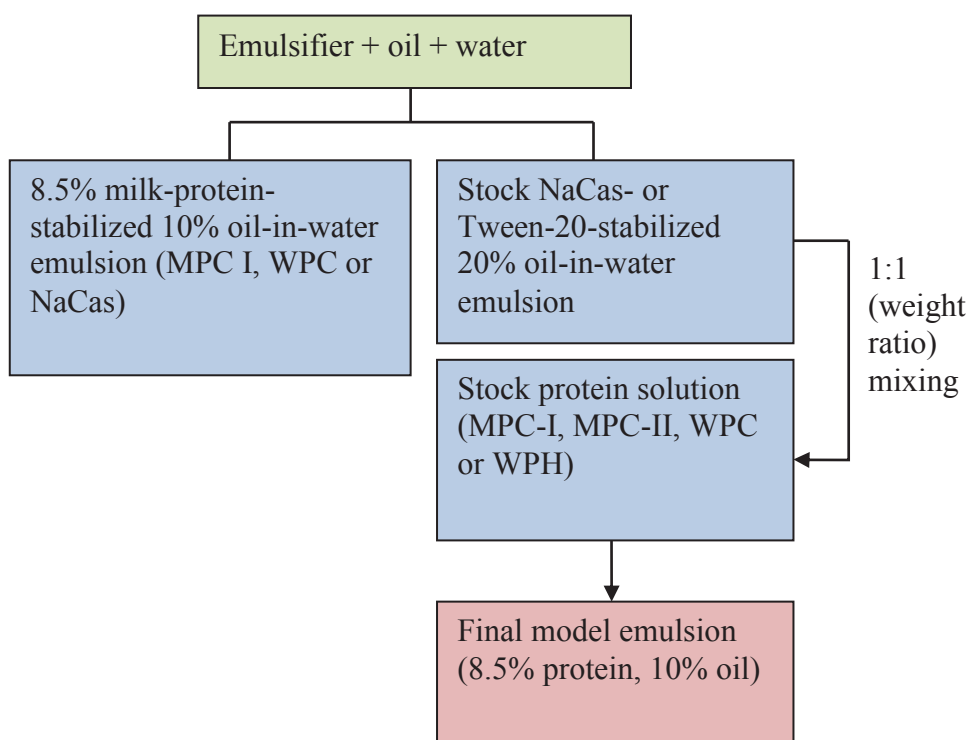 Emulsifier + oil + water
8.5% milk-protein-
stabilized 10% oil-in-water
emulsion (MPC I, WPC or
NaCas)
Stock NaCas- or
Tween-20-stabilized
20% oil-in-water
emulsion
1:1
(weight
ratio)
mixing
Stock protein solution
(MPC-I, MPC-II, WPC
or WPH)
Final model emulsion
(8.5% protein, 10% oil)